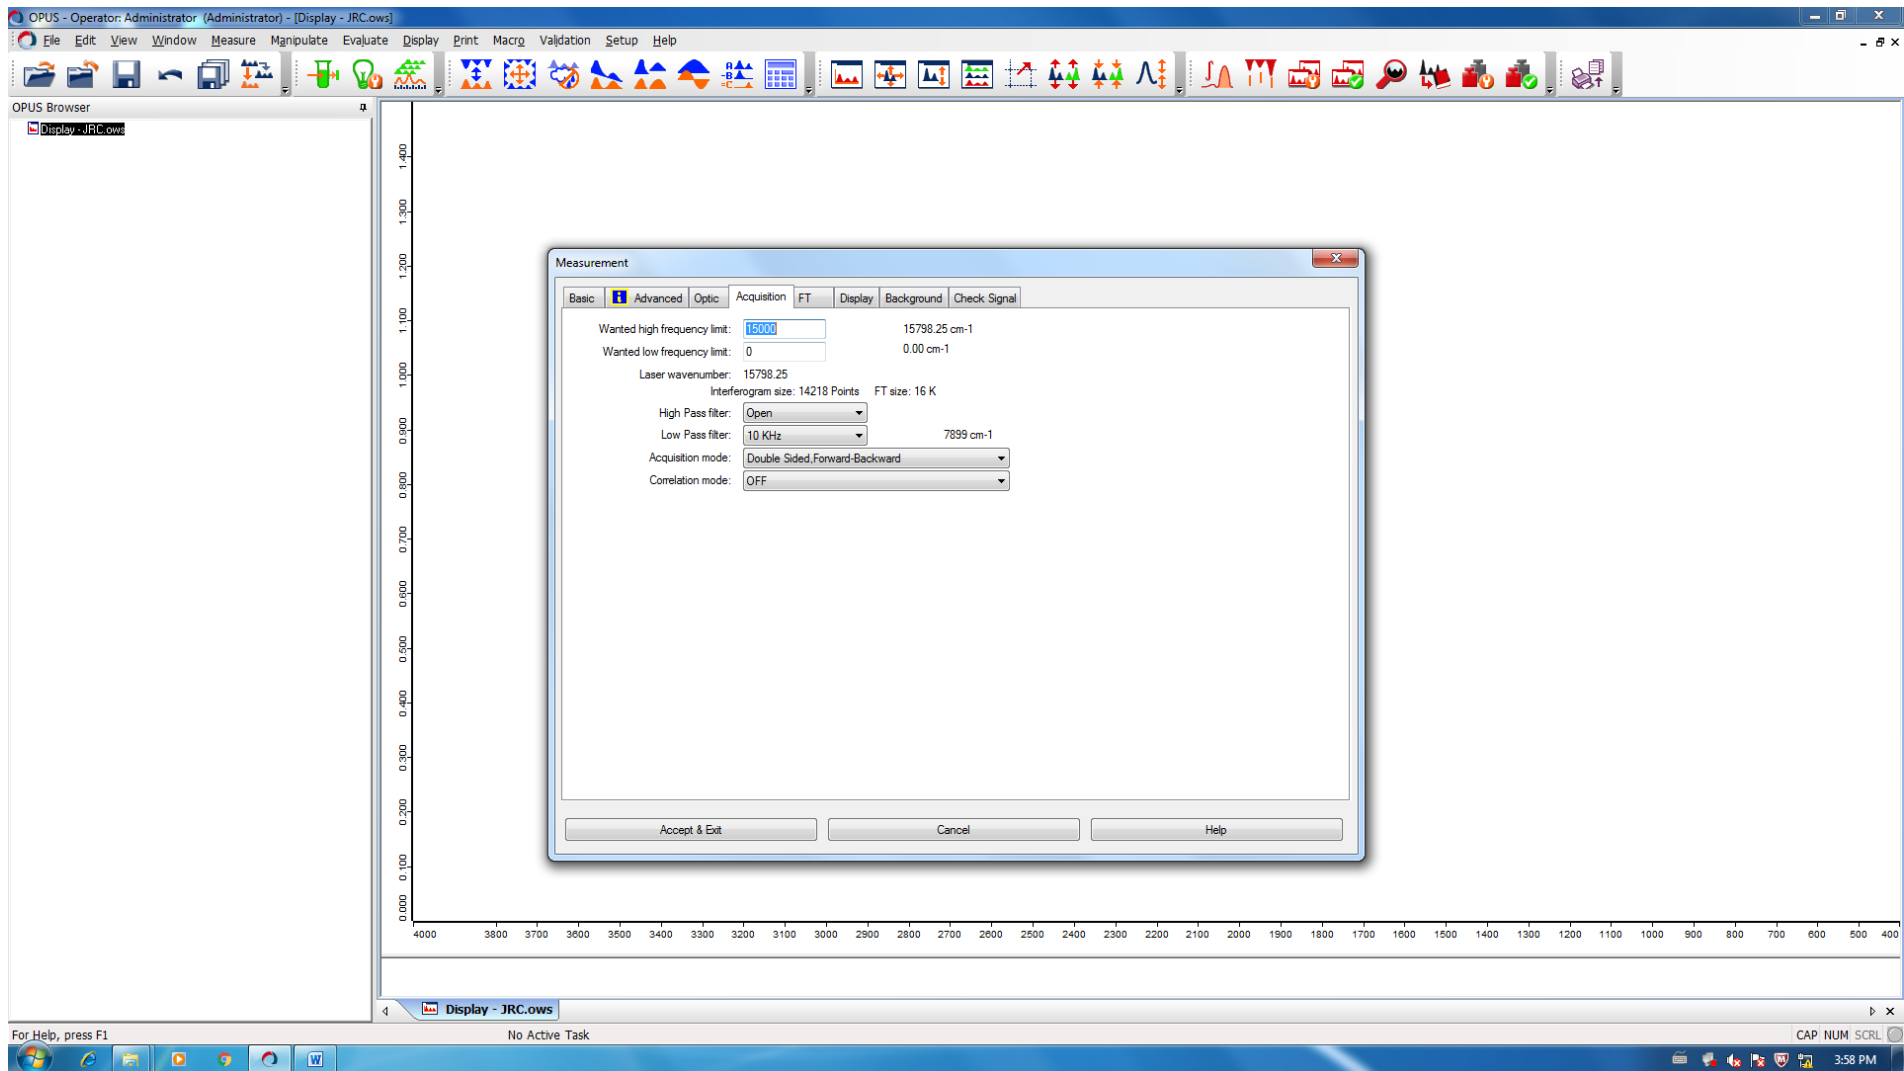 OPUS - Operator: Administrator (Administrator) - [Display - JRC.ows]
File Edit View Window Measure Manipulate Evaluate Display Print Macro Validation Setup Help
OPUS Browser
Display - JRC.ows
Measurement
Basic Advanced Optic Acquisition FT Display Background Check Signal
Wanted high frequency limit: 15000 15798.25 cm-1
Wanted low frequency limit: 0 0.00 cm-1
Laser wavenumber: 15798.25
Interferogram size: 14218 Points FT size: 16 K
High Pass filter: Open
Low Pass filter: 10 KHz 7899 cm-1
Acquisition mode: Double Sided,Forward-Backward
Correlation mode: OFF
Accept & Exit Cancel Help
1.400
1.300
1.200
1.100
1.000
0.900
0.800
0.700
0.600
0.500
0.400
0.300
0.200
0.100
0.000
4000 3800 3700 3600 3500 3400 3300 3200 3100 3000 2900 2800 2700 2600 2500 2400 2300 2200 2100 2000 1900 1800 1700 1600 1500 1400 1300 1200 1100 1000 900 800 700 600 500 400
Display - JRC.ows
For Help, press F1 No Active Task CAP NUM SCRL
3:58 PM